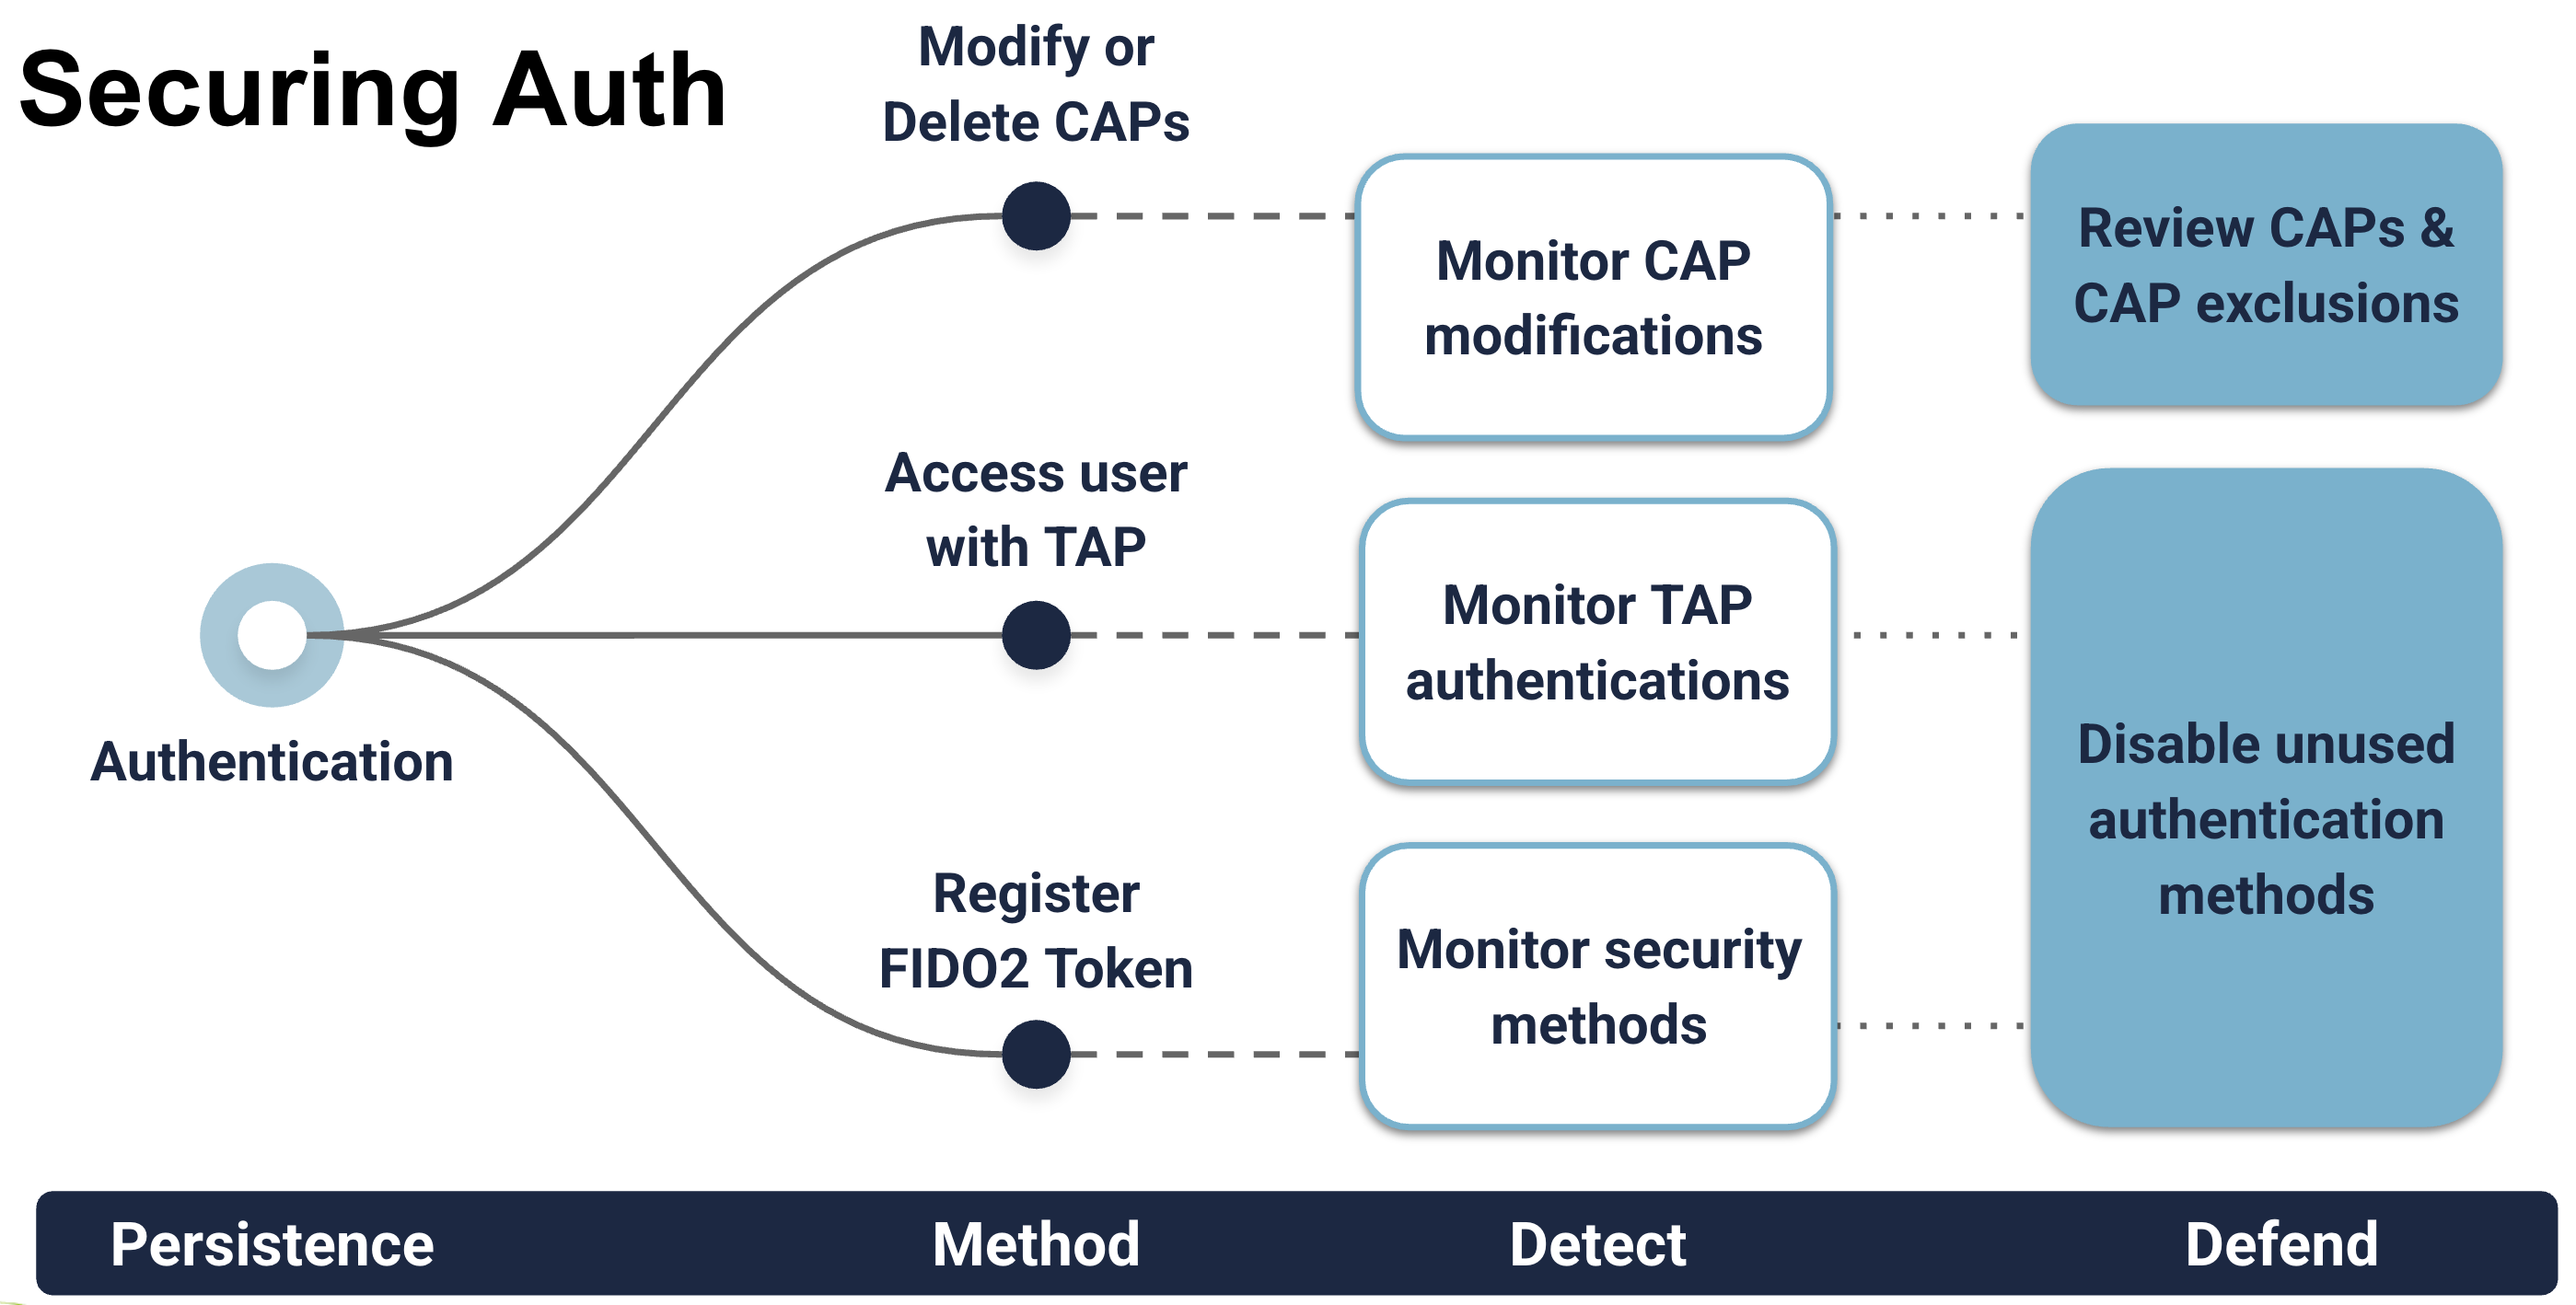 Securing Auth
Modify or
Delete CAPs
Monitor CAP
modifications
Review CAPs &
CAP exclusions
Access user
with TAP
Monitor TAP
authentications
Authentication
Disable unused
authentication
methods
Register
FIDO2 Token
Monitor security
methods
Persistence
Method
Detect
Defend